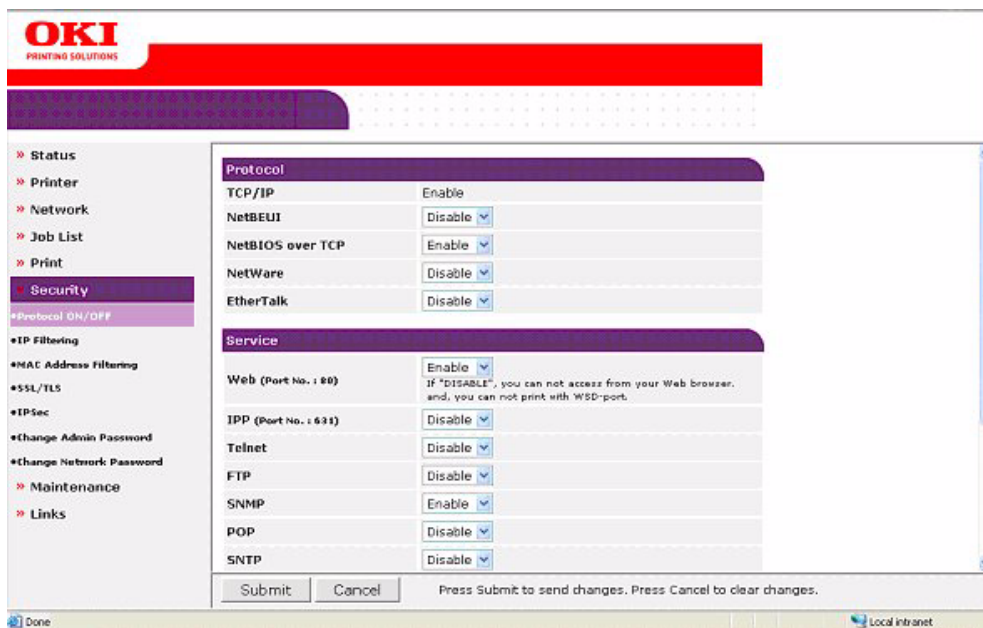 OKI
PRINTING SOLUTIONS
Status
Printer
Network
Job List
Print
Security
Protocol ON/OFF
IP Filtering
MAC Address Filtering
SSL/TLS
IPSec
Change Admin Password
Change Network Password
Maintenance
Links
Protocol
TCP/IP Enable
NetBEUI Disable
NetBIOS over TCP Enable
NetWare Disable
EtherTalk Disable
Service
Web (Port No. : 80) Enable
If "DISABLE", you can not access from your Web browser.
and, you can not print with WSD-port.
IPP (Port No. : 631) Disable
Telnet Disable
FTP Disable
SNMP Enable
POP Disable
SNTP Disable
Submit Cancel Press Submit to send changes. Press Cancel to clear changes.
Done Local intranet